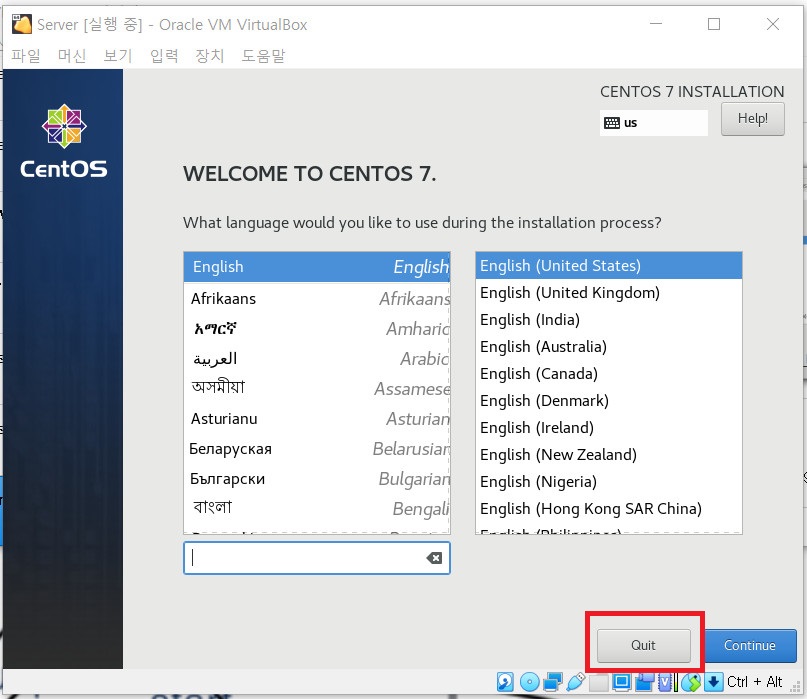 Server [실행 중] - Oracle VM VirtualBox
파일 머신 보기 입력 장치 도움말
CentOS
CENTOS 7 INSTALLATION
us
Help!
WELCOME TO CENTOS 7.
What language would you like to use during the installation process?
English English
Afrikaans Afrikaans
አማርኛ Amharic
العربية Arabic
অসমীয়া Assamese
Asturianu Asturian
Беларуская Belarusian
Български Bulgarian
বাংলা Bengali
English (United States)
English (United Kingdom)
English (India)
English (Australia)
English (Canada)
English (Denmark)
English (Ireland)
English (New Zealand)
English (Nigeria)
English (Hong Kong SAR China)
English (Philippines)
Quit
Continue
Ctrl + Alt